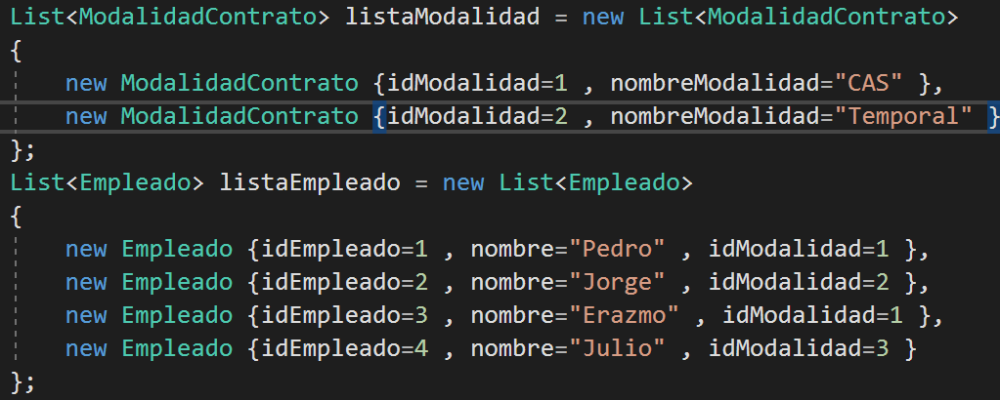 List<ModalidadContrato> listaModalidad = new List<ModalidadContrato>
{
new ModalidadContrato {idModalidad=1 , nombreModalidad="CAS" },
new ModalidadContrato {idModalidad=2 , nombreModalidad="Temporal" }
};
List<Empleado> listaEmpleado = new List<Empleado>
{
new Empleado {idEmpleado=1 , nombre="Pedro" , idModalidad=1 },
new Empleado {idEmpleado=2 , nombre="Jorge" , idModalidad=2 },
new Empleado {idEmpleado=3 , nombre="Erazmo" , idModalidad=1 },
new Empleado {idEmpleado=4 , nombre="Julio" , idModalidad=3 }
};